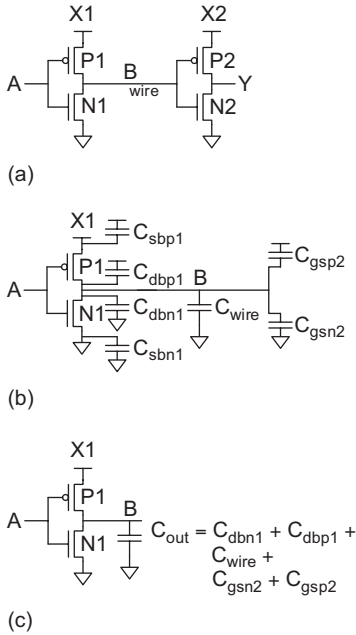 X1 X2
P1 P2
A B Y
wire
N1 N2
(a)
X1
C_sbp1
P1 C_dbp1 B C_gsp2
A
N1 C_dbn1 C_wire
C_gsn2
C_sbn1
(b)
X1
P1
A B
C_out = C_dbn1 + C_dbp1 +
N1 C_wire +
C_gsn2 + C_gsp2
(c)